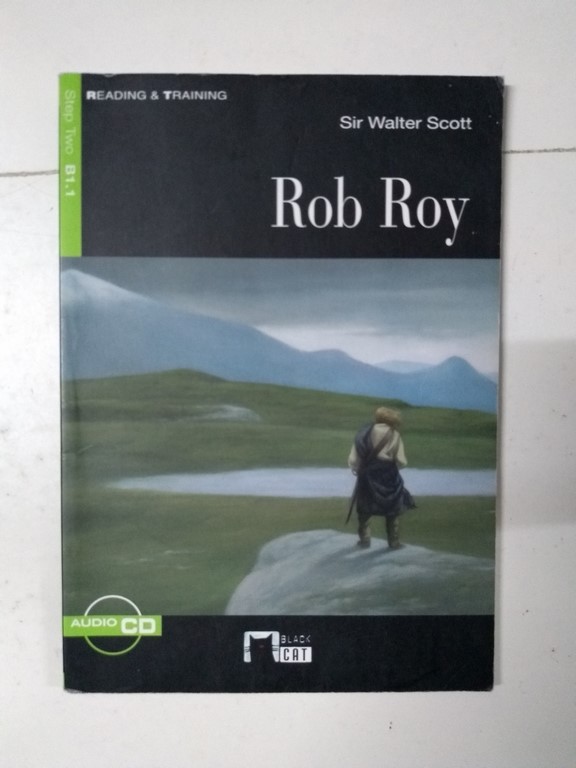 READING & TRAINING
Step Two B1.1
Sir Walter Scott
Rob Roy
AUDIO CD
BLACK
CAT